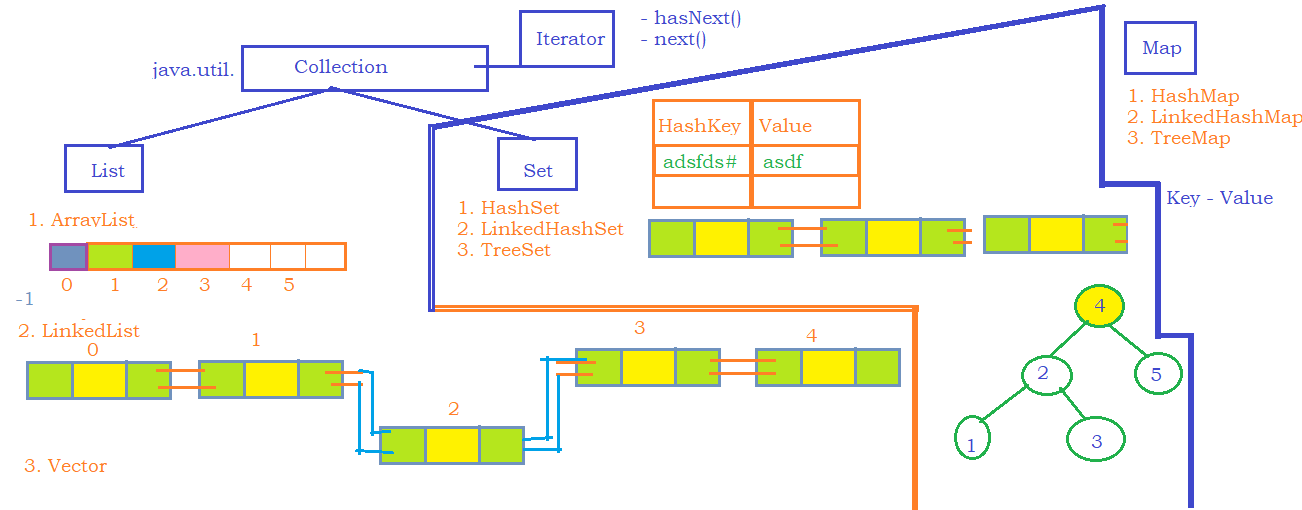 - hasNext()
- next()
Iterator
java.util.
Collection
Map
1. HashMap
2. LinkedHashMap
3. TreeMap
Key - Value
List
Set
1. HashSet
2. LinkedHashSet
3. TreeSet
HashKey Value
adsfds# asdf
1. ArrayList
0 1 2 3 4 5
-1
2. LinkedList
0 1 2 3 4
3. Vector
4
2 5
1 3